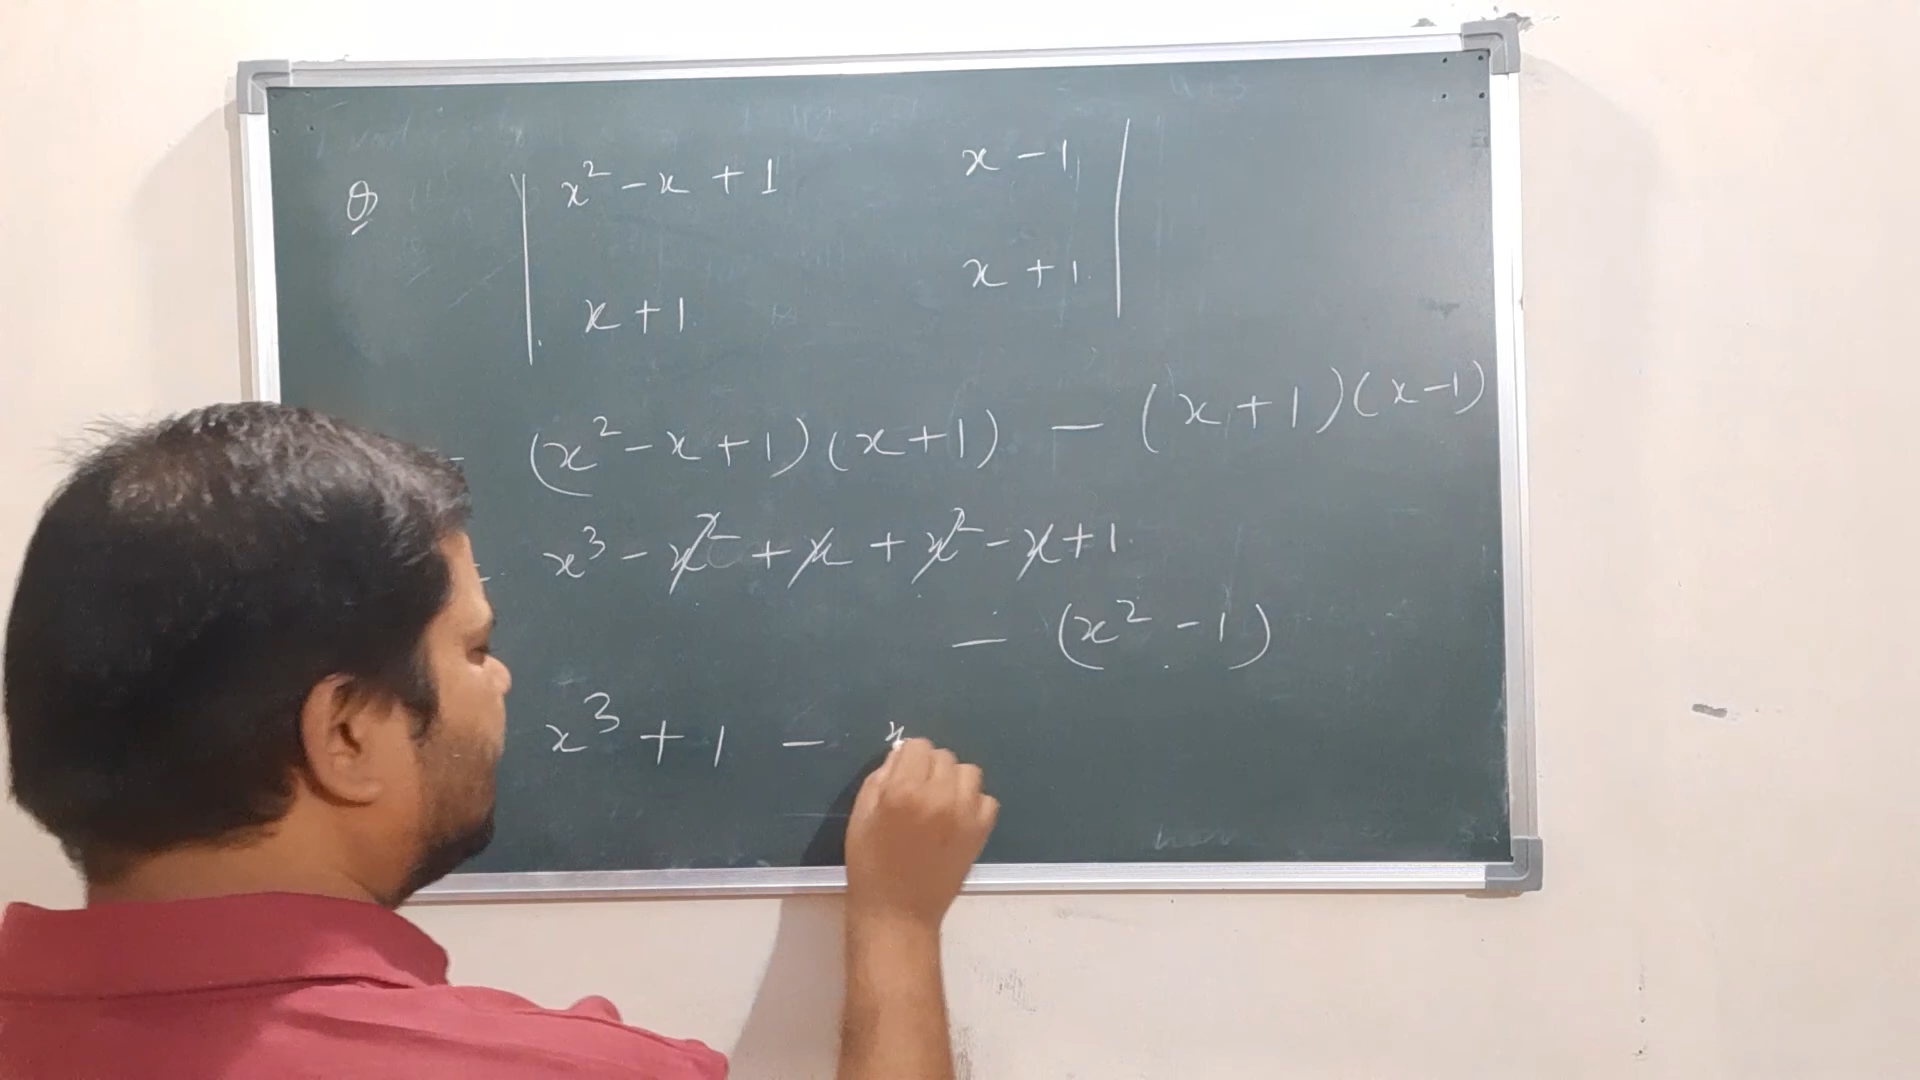 Q x² - x + 1 x - 1
x + 1 x + 1
= (x² - x + 1)(x + 1) - (x + 1)(x - 1)
= x³ - x² + x + x² - x + 1
- (x² - 1)
x³ + 1 - x